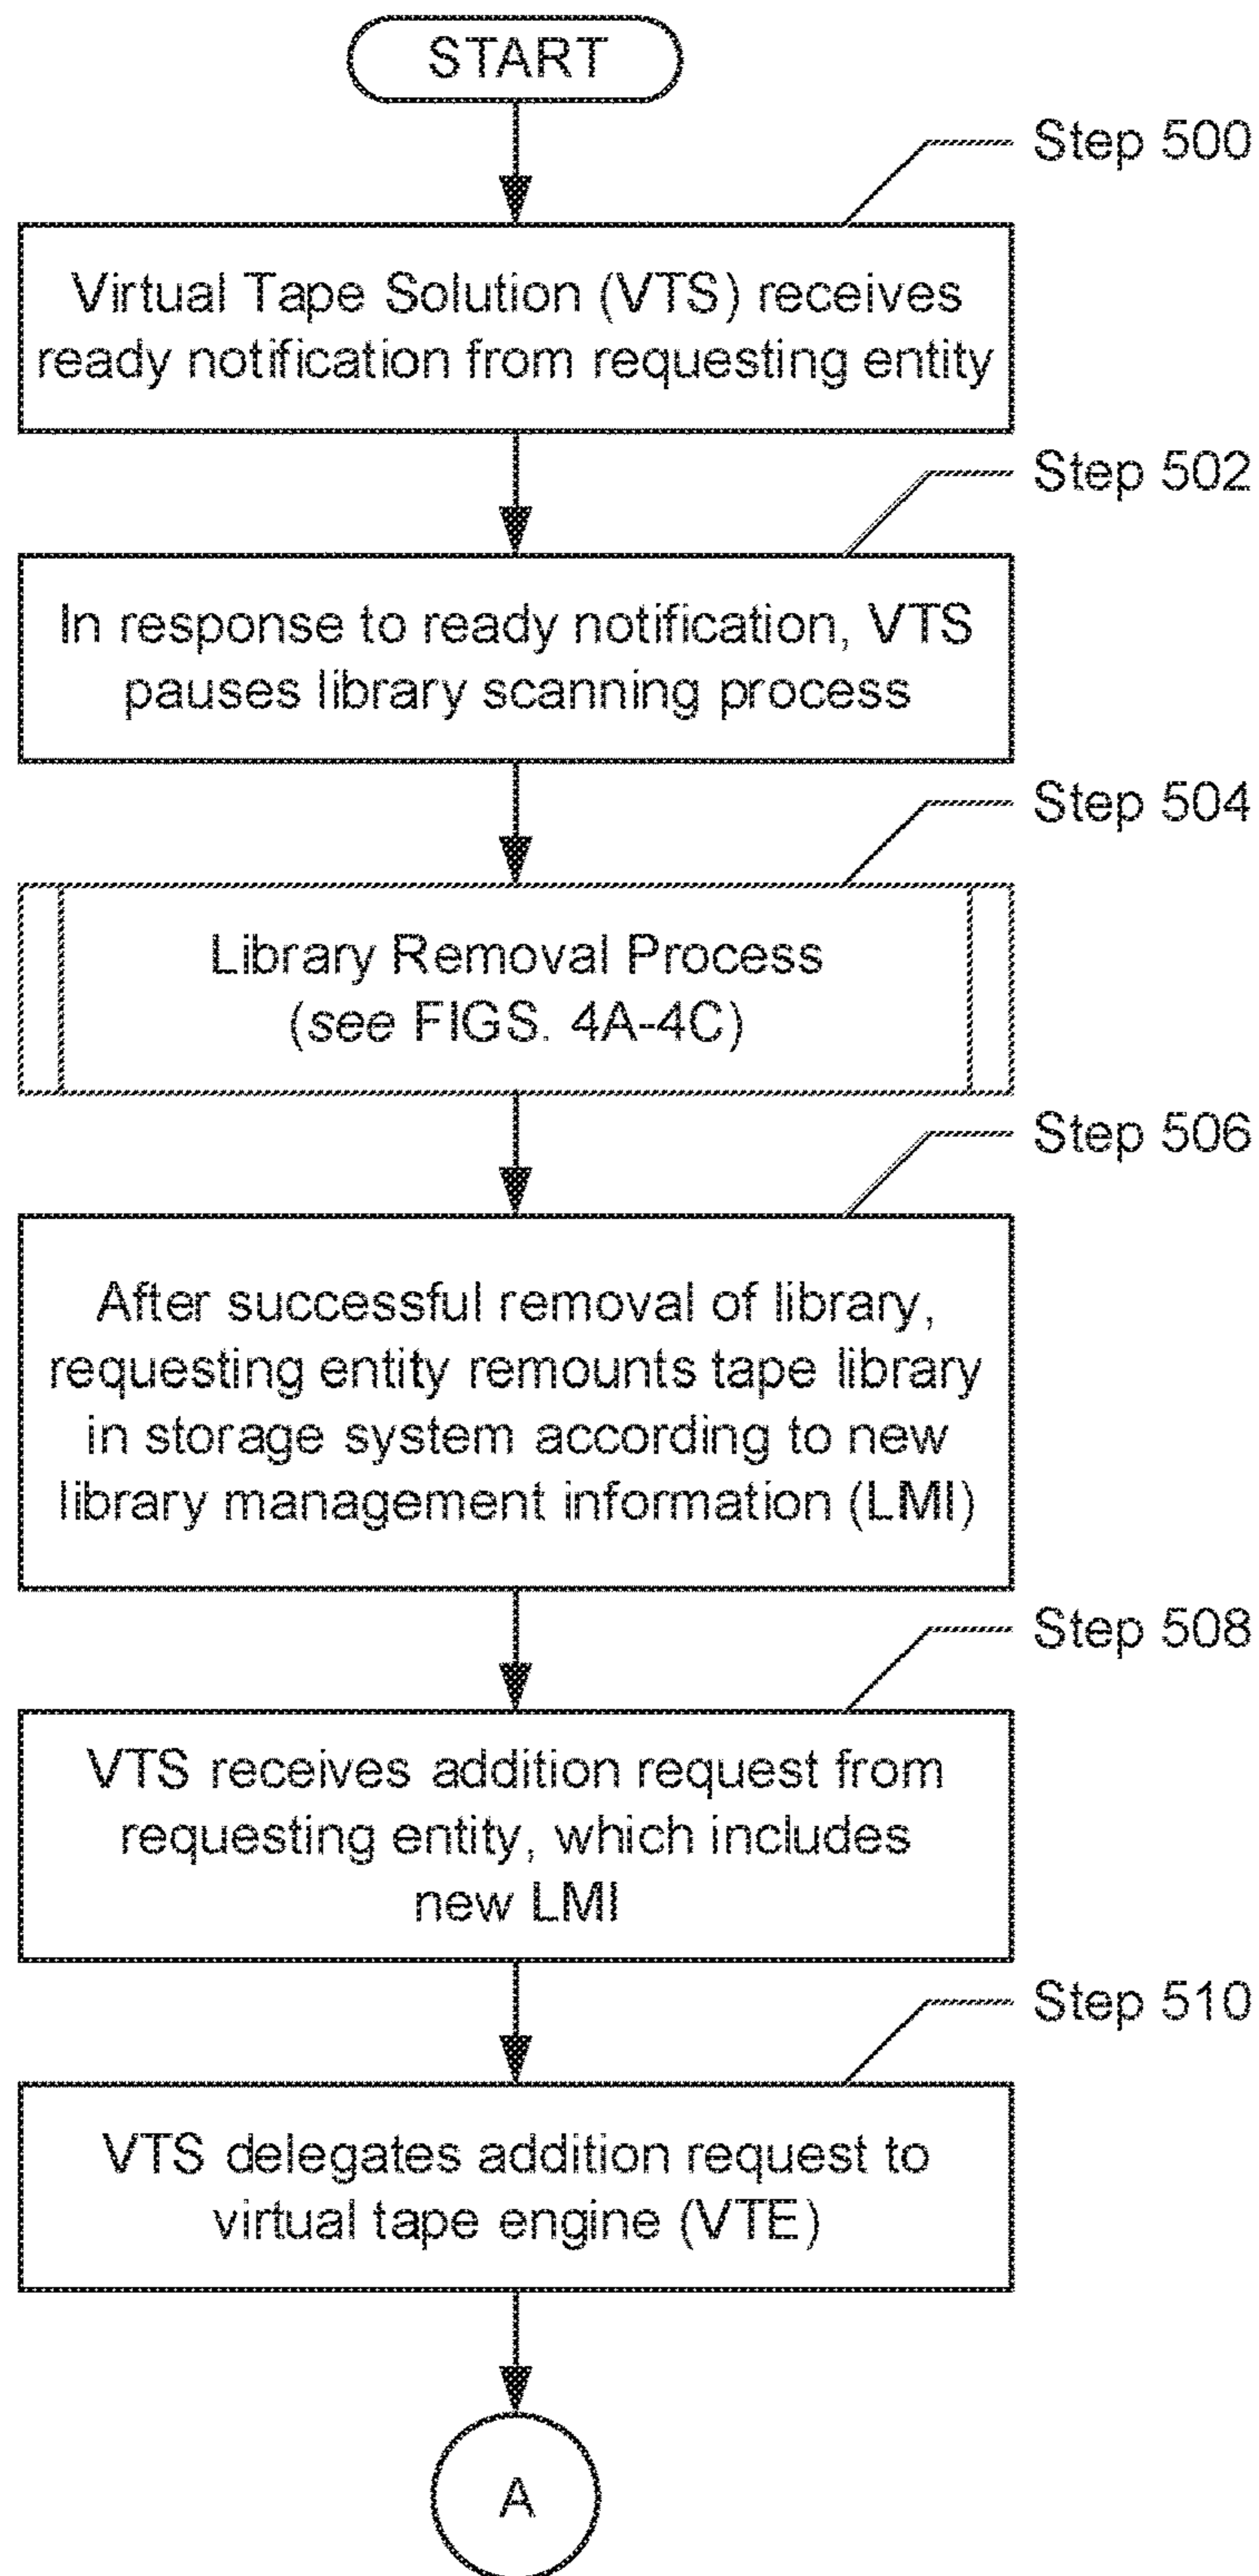 START
Step 500
Virtual Tape Solution (VTS) receives
ready notification from requesting entity
Step 502
In response to ready notification, VTS
pauses library scanning process
Step 504
Library Removal Process
(see FIGS. 4A-4C)
Step 506
After successful removal of library,
requesting entity remounts tape library
in storage system according to new
library management information (LMI)
Step 508
VTS receives addition request from
requesting entity, which includes
new LMI
Step 510
VTS delegates addition request to
virtual tape engine (VTE)
A